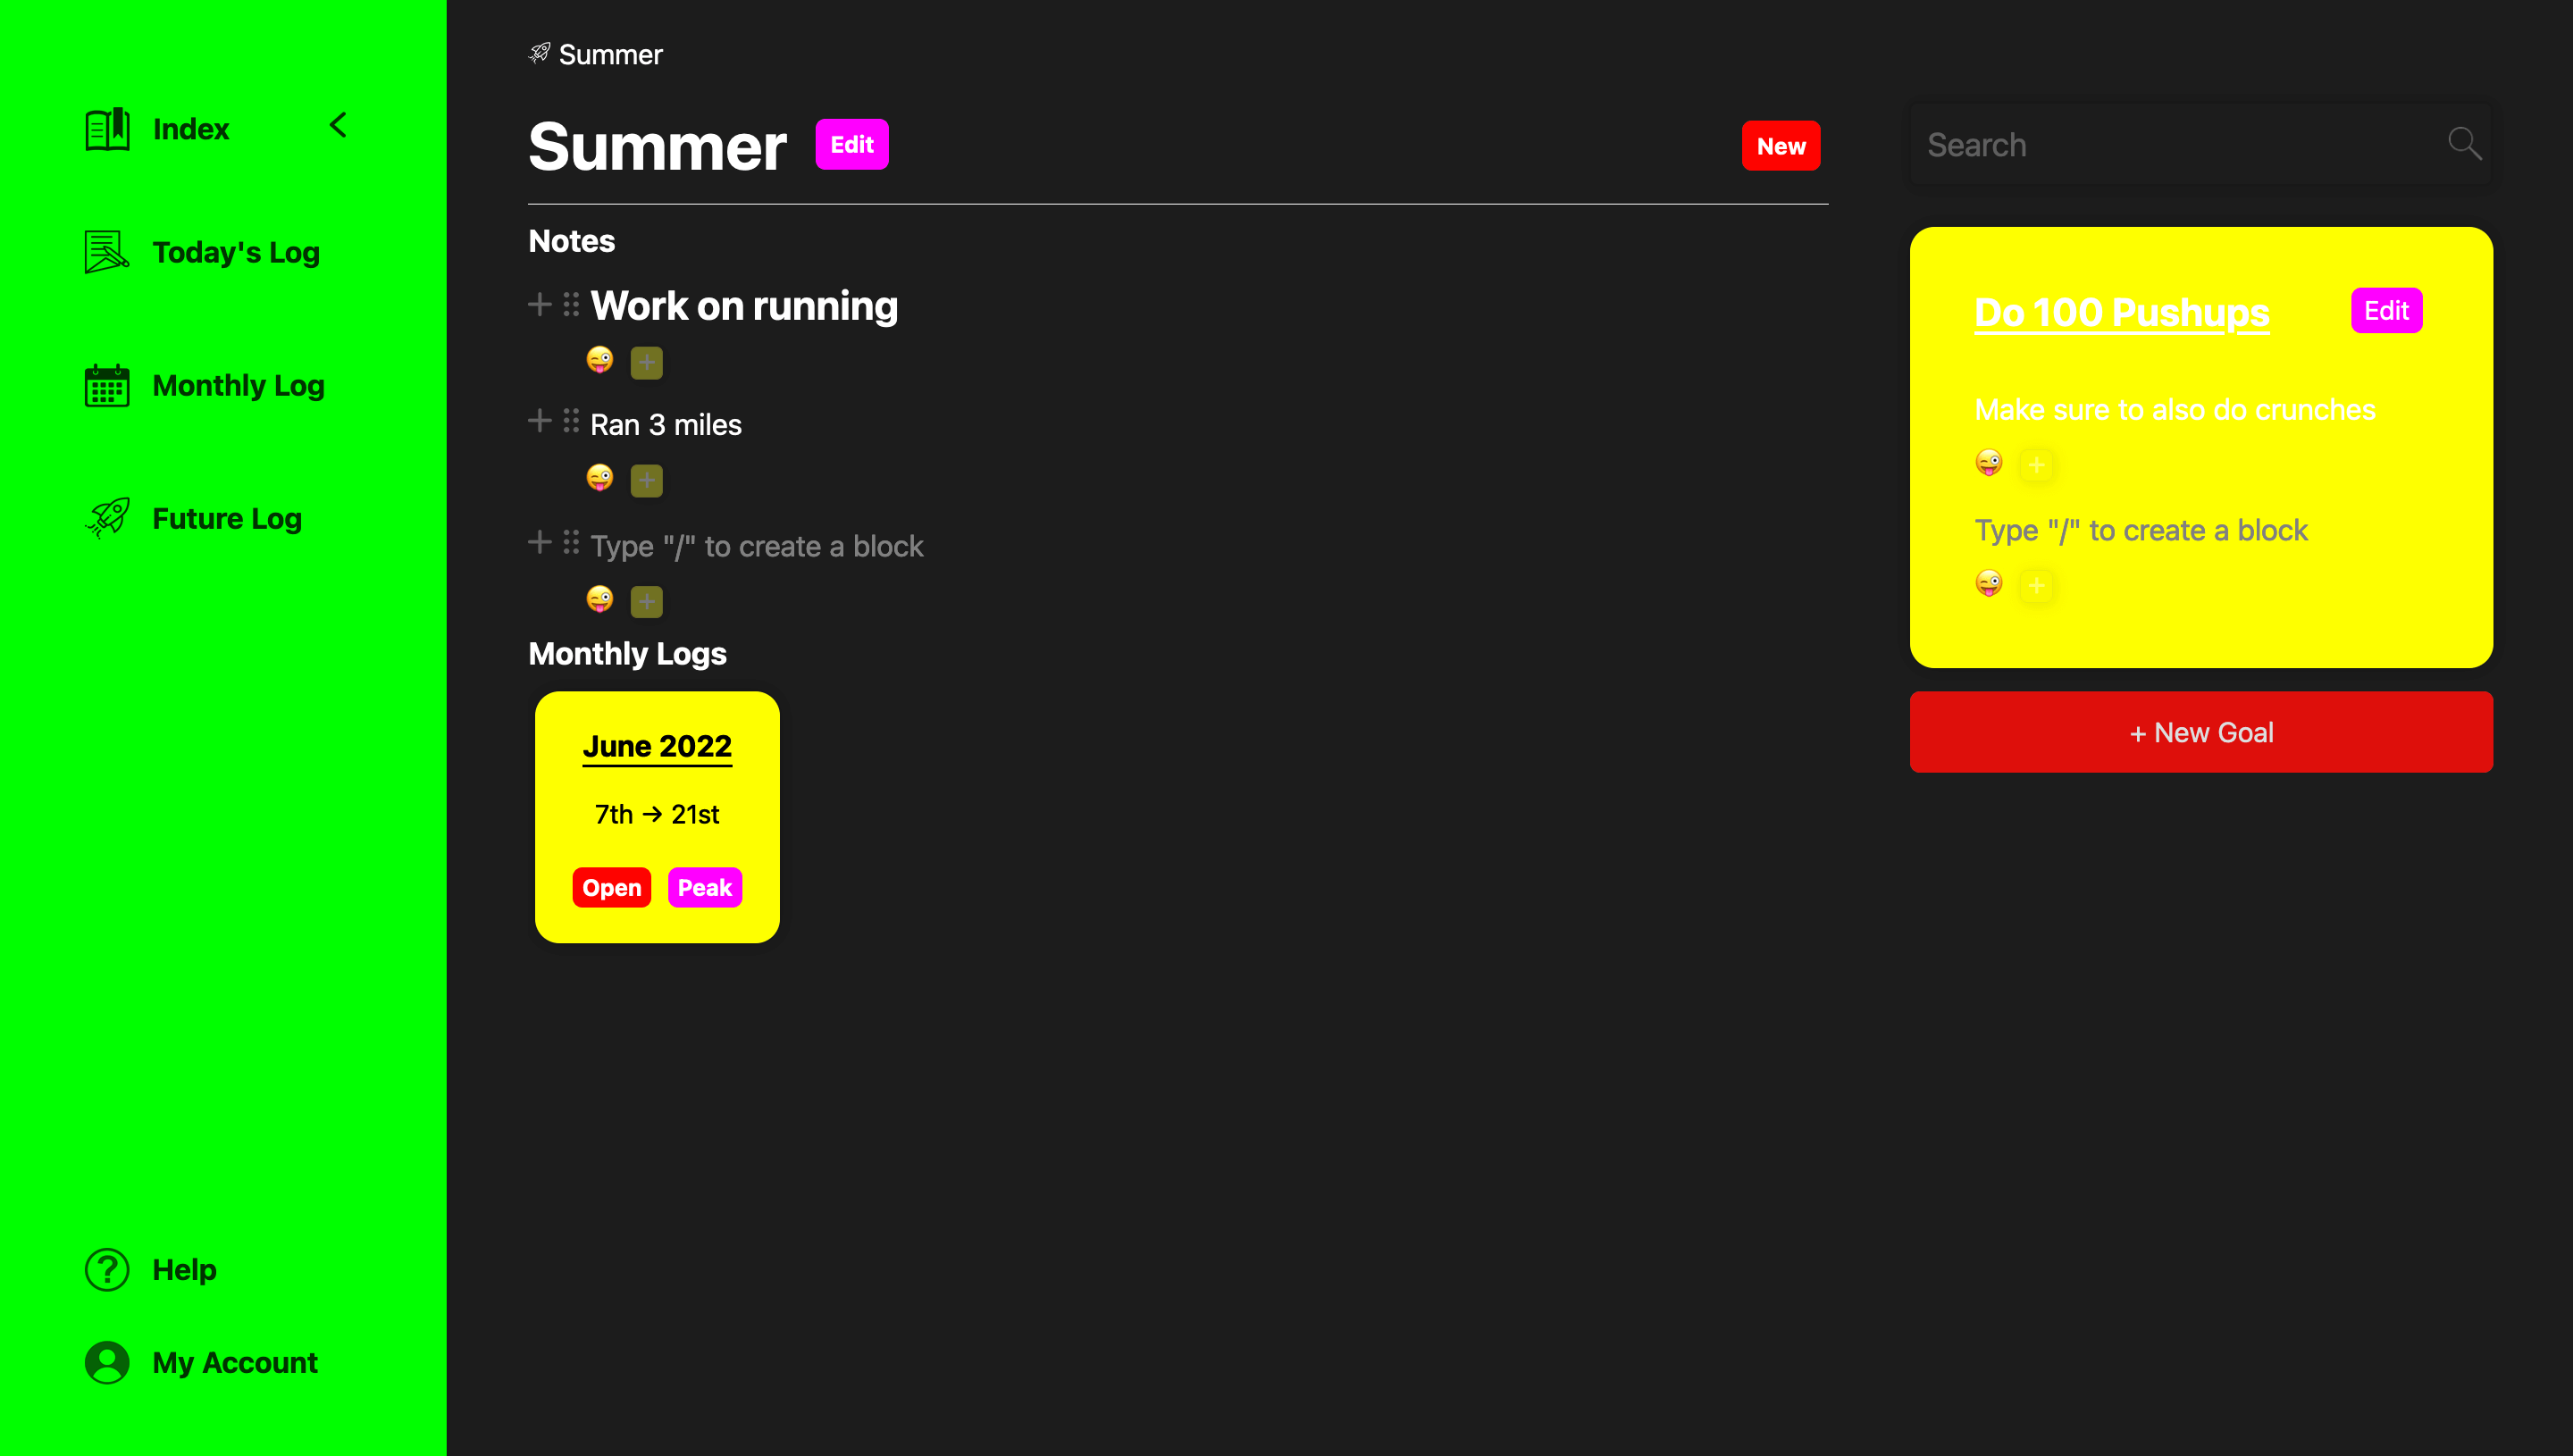 Index
Today's Log
Monthly Log
Future Log
Help
My Account
Summer
Summer
Edit
New
Notes
Work on running
Ran 3 miles
Type "/" to create a block
Monthly Logs
June 2022
7th → 21st
Open
Peak
Search
Do 100 Pushups
Edit
Make sure to also do crunches
Type "/" to create a block
+ New Goal